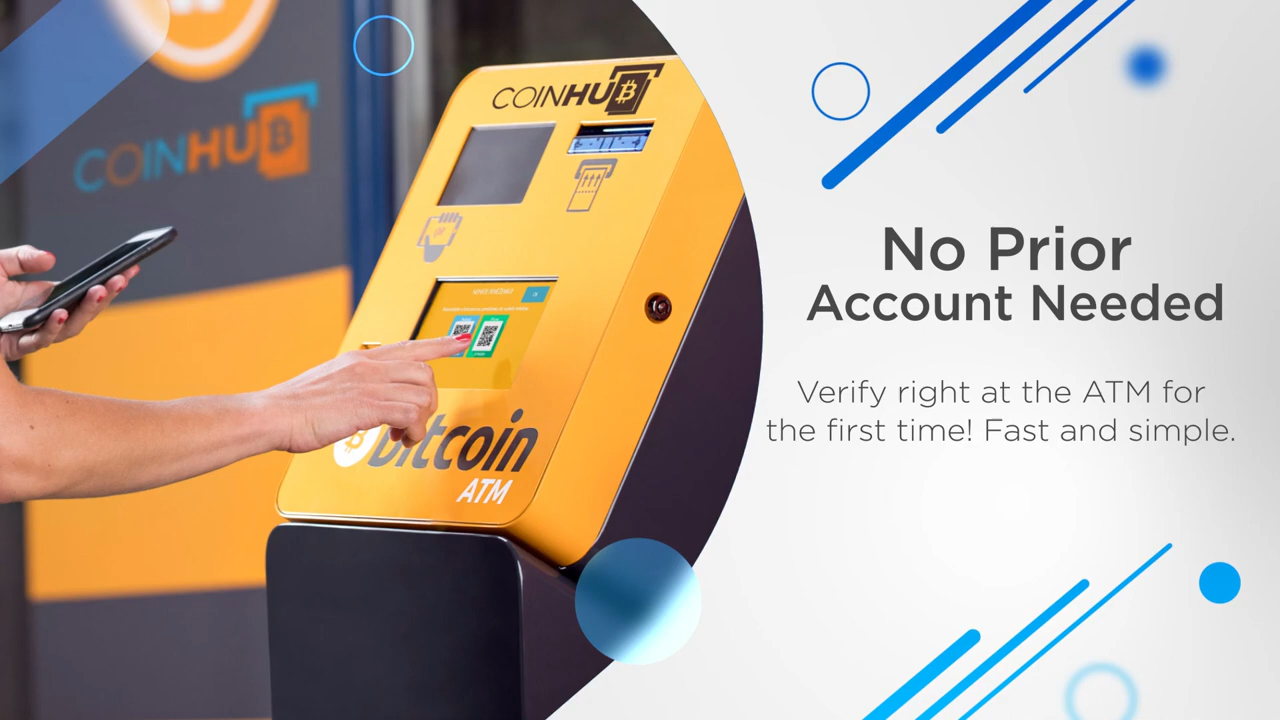 COINHUB
COINHUB
Bitcoin
ATM
No Prior
Account Needed
Verify right at the ATM for
the first time! Fast and simple.